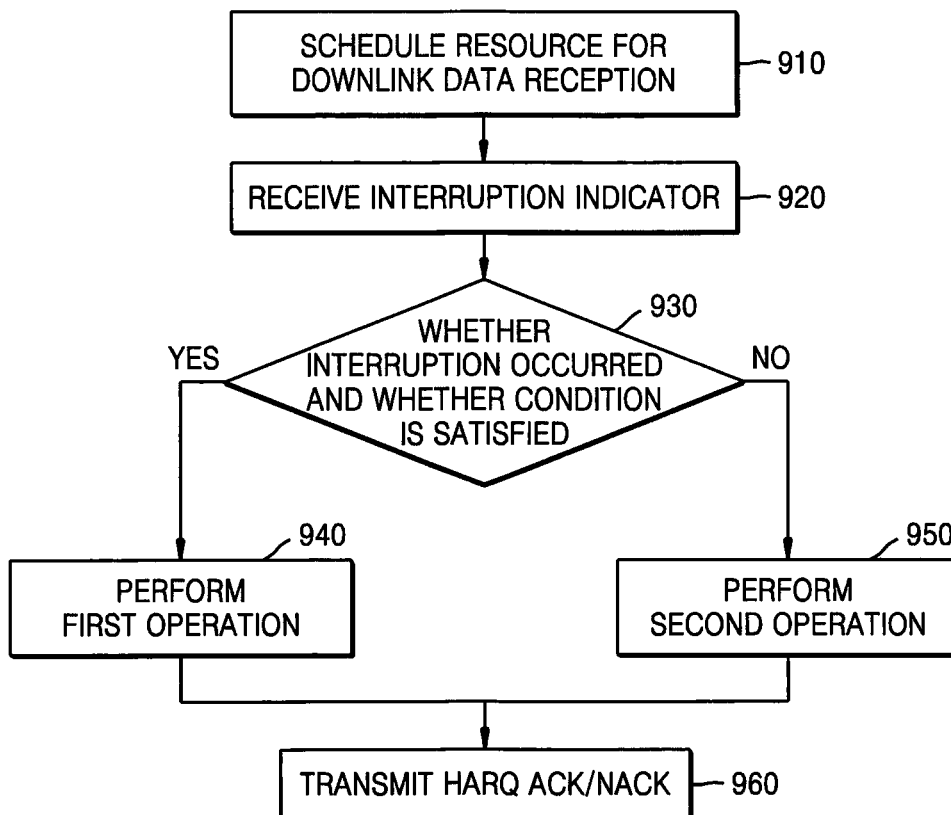 SCHEDULE RESOURCE FOR
DOWNLINK DATA RECEPTION
910
RECEIVE INTERRUPTION INDICATOR
920
930
WHETHER
INTERRUPTION OCCURRED
AND WHETHER CONDITION
IS SATISFIED
YES
NO
940
PERFORM
FIRST OPERATION
950
PERFORM
SECOND OPERATION
TRANSMIT HARQ ACK/NACK
960